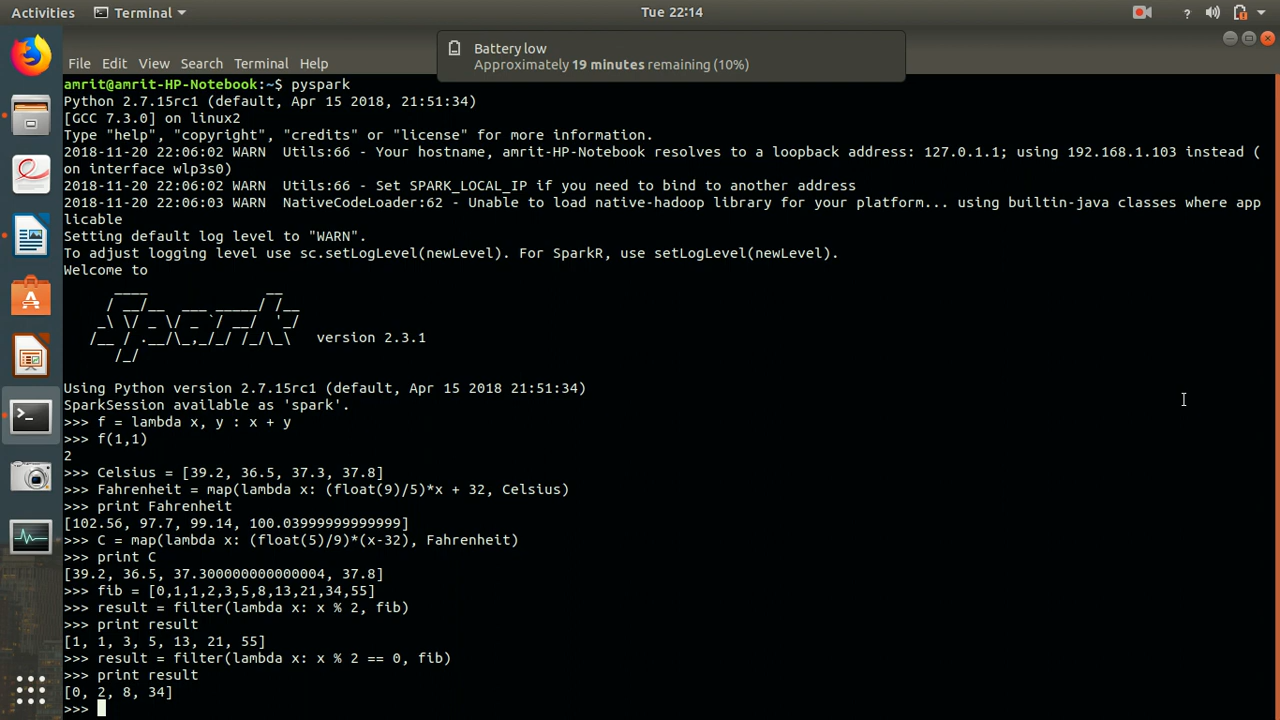 Activities Terminal Tue 22:14 ?
Battery low
Approximately 19 minutes remaining (10%)
File Edit View Search Terminal Help
amrit@amrit-HP-Notebook:~$ pyspark
Python 2.7.15rc1 (default, Apr 15 2018, 21:51:34)
[GCC 7.3.0] on linux2
Type "help", "copyright", "credits" or "license" for more information.
2018-11-20 22:06:02 WARN  Utils:66 - Your hostname, amrit-HP-Notebook resolves to a loopback address: 127.0.1.1; using 192.168.1.103 instead (
on interface wlp3s0)
2018-11-20 22:06:02 WARN  Utils:66 - Set SPARK_LOCAL_IP if you need to bind to another address
2018-11-20 22:06:03 WARN  NativeCodeLoader:62 - Unable to load native-hadoop library for your platform... using builtin-java classes where app
licable
Setting default log level to "WARN".
To adjust logging level use sc.setLogLevel(newLevel). For SparkR, use setLogLevel(newLevel).
Welcome to
Spark version 2.3.1
Using Python version 2.7.15rc1 (default, Apr 15 2018 21:51:34)
SparkSession available as 'spark'.
>>> f = lambda x, y : x + y
>>> f(1,1)
2
>>> Celsius = [39.2, 36.5, 37.3, 37.8]
>>> Fahrenheit = map(lambda x: (float(9)/5)*x + 32, Celsius)
>>> print Fahrenheit
[102.56, 97.7, 99.14, 100.03999999999999]
>>> C = map(lambda x: (float(5)/9)*(x-32), Fahrenheit)
>>> print C
[39.2, 36.5, 37.300000000000004, 37.8]
>>> fib = [0,1,1,2,3,5,8,13,21,34,55]
>>> result = filter(lambda x: x % 2, fib)
>>> print result
[1, 1, 3, 5, 13, 21, 55]
>>> result = filter(lambda x: x % 2 == 0, fib)
>>> print result
[0, 2, 8, 34]
>>>